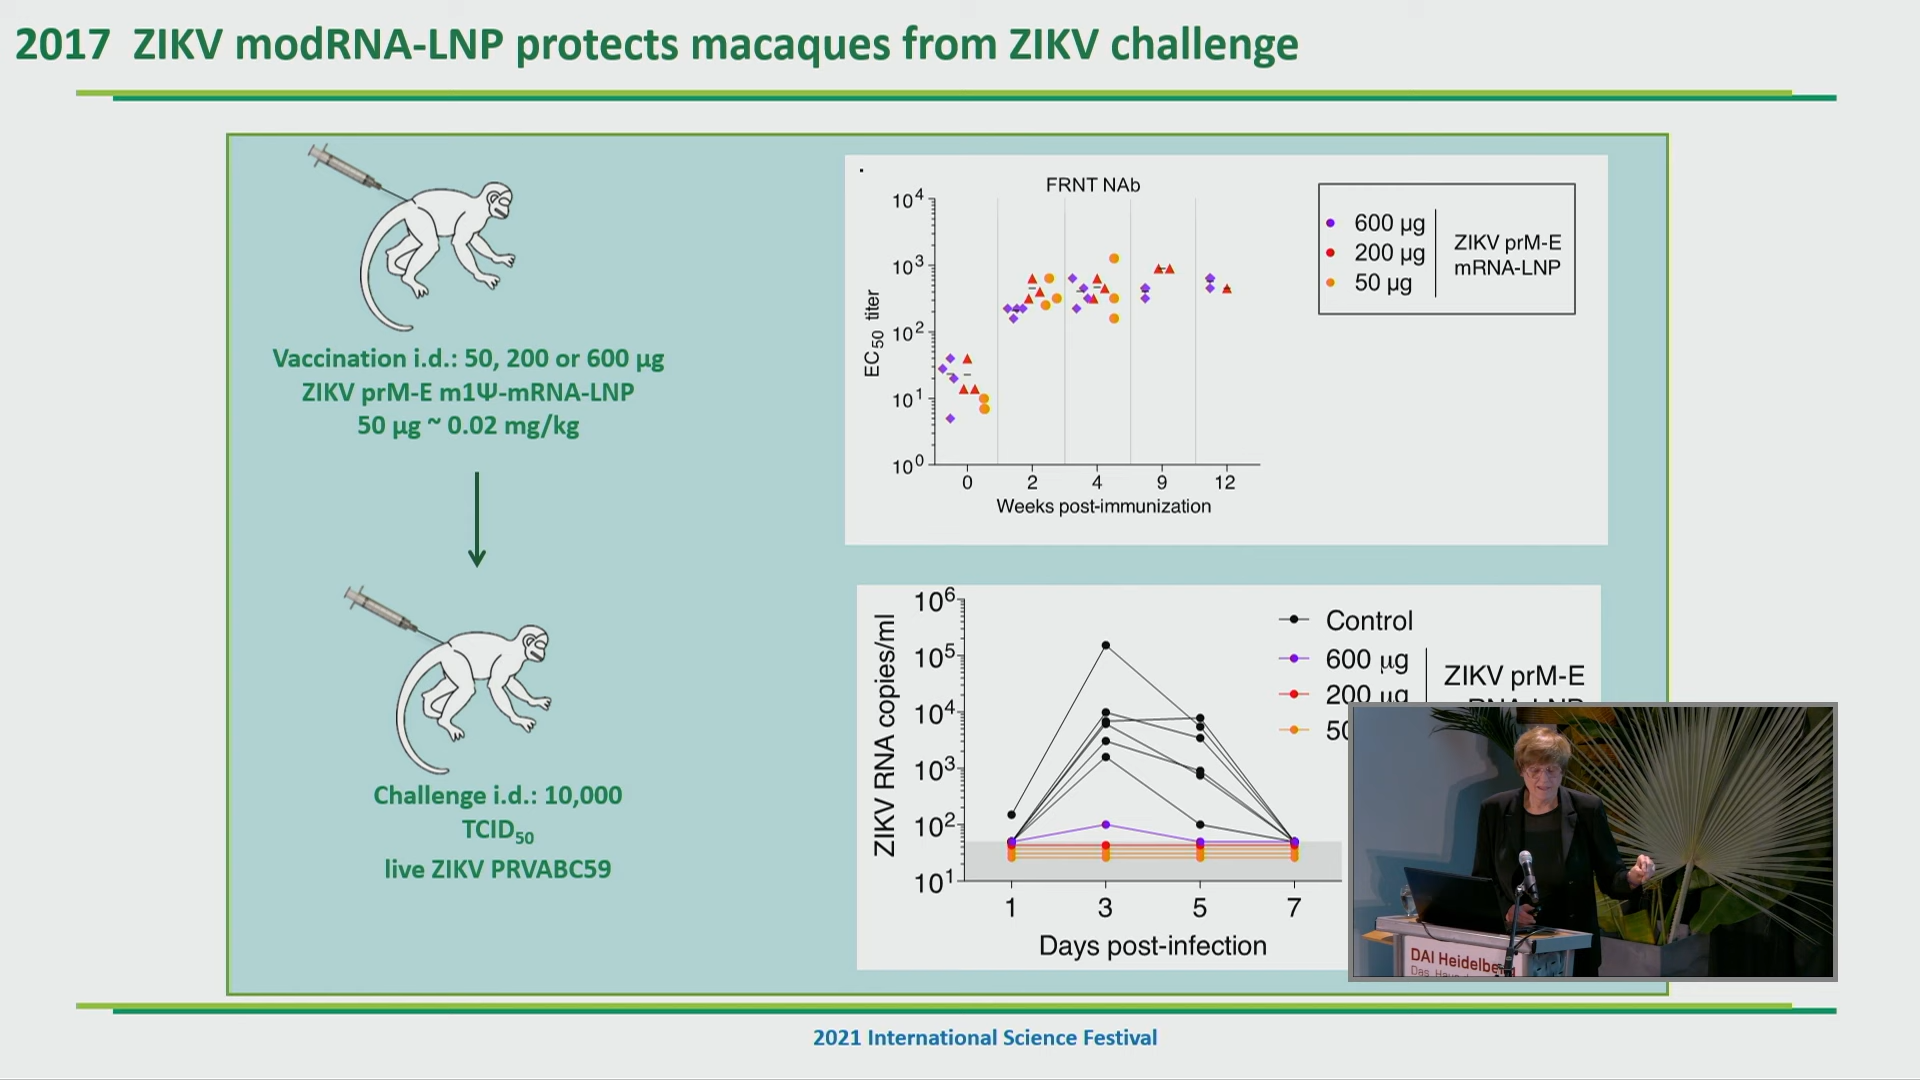 2017 ZIKV modRNA-LNP protects macaques from ZIKV challenge
Vaccination i.d.: 50, 200 or 600 µg
ZIKV prM-E m1Ψ-mRNA-LNP
50 µg ~ 0.02 mg/kg
Challenge i.d.: 10,000
TCID50
live ZIKV PRVABC59
FRNT NAb
EC50 titer
10^4
10^3
10^2
10^1
10^0
0 2 4 9 12
Weeks post-immunization
600 µg
200 µg
50 µg
ZIKV prM-E
mRNA-LNP
ZIKV RNA copies/ml
10^6
10^5
10^4
10^3
10^2
10^1
1 3 5 7
Days post-infection
Control
600 µg
200 µg
50
ZIKV prM-E
RNA-LNP
DAI Heidelberg
Das
2021 International Science Festival